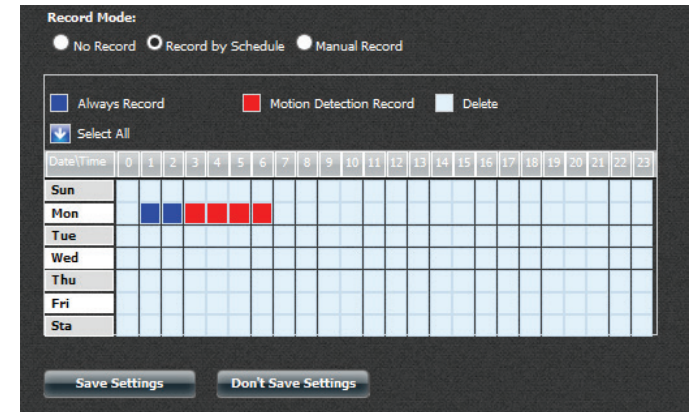 Record Mode:
No Record Record by Schedule Manual Record
Always Record Motion Detection Record Delete
Select All
Date\Time 0 1 2 3 4 5 6 7 8 9 10 11 12 13 14 15 16 17 18 19 20 21 22 23
Sun
Mon
Tue
Wed
Thu
Fri
Sta
Save Settings Don't Save Settings